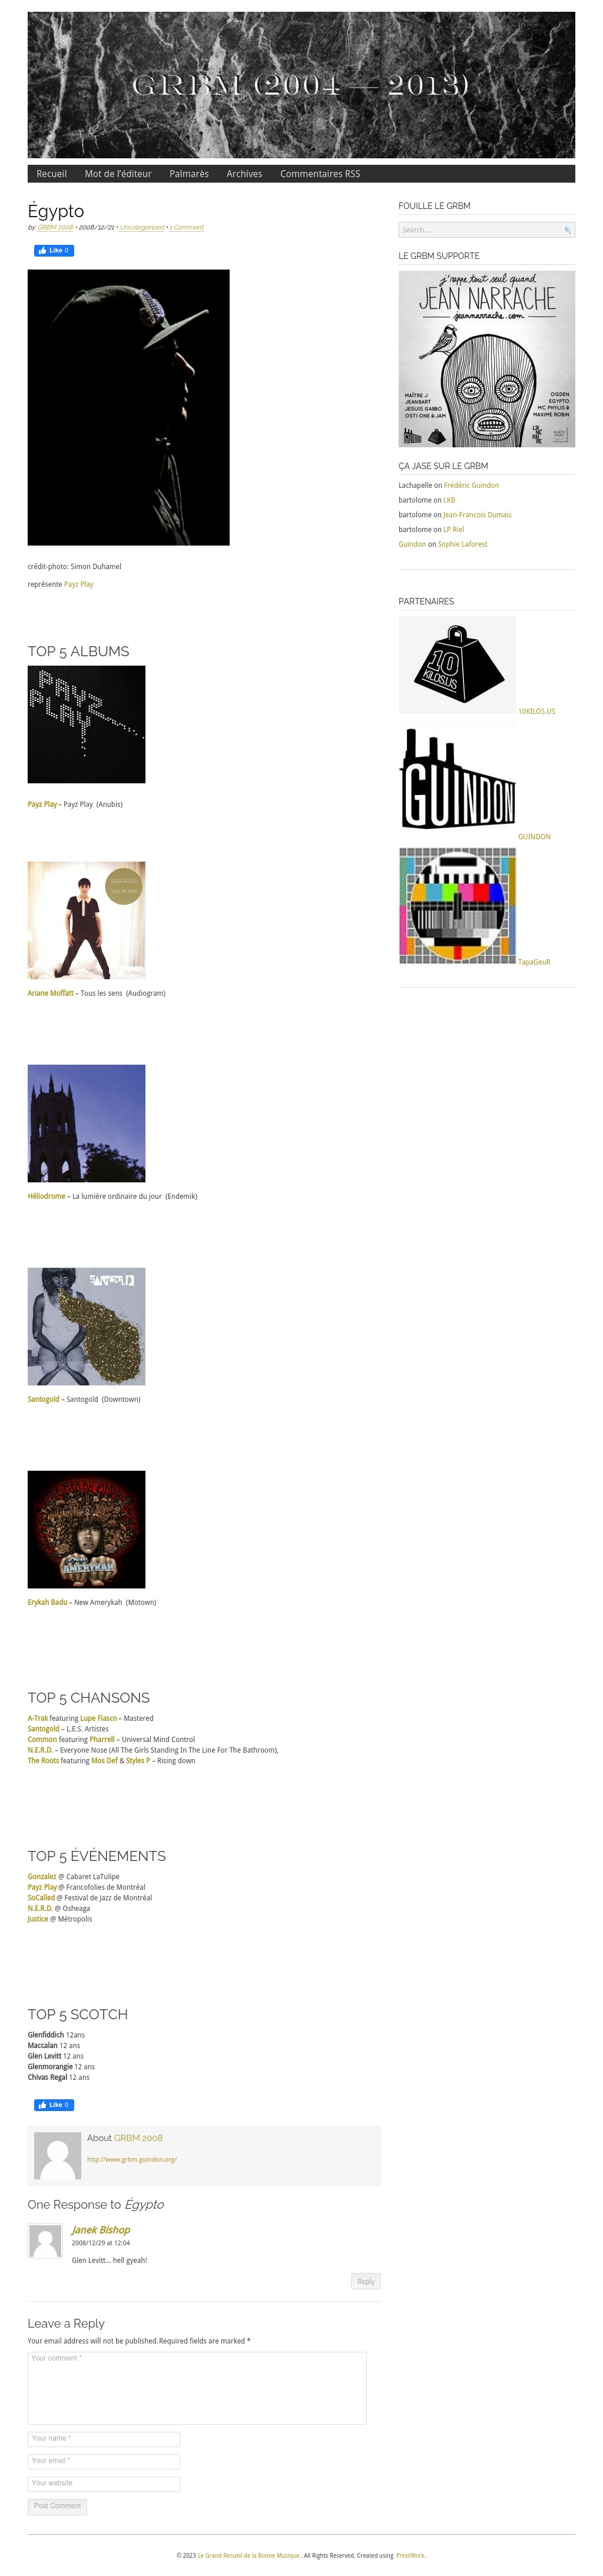 GRBM (2004 — 2013)
Recueil Mot de l'éditeur Palmarès Archives Commentaires RSS
Égypto
by GRBM 2008 • 2008/12/21 • Uncategorized • 1 Comment
Like 0
crédit-photo: Simon Duhamel
représente Payz Play
TOP 5 ALBUMS
PAYZ
PLAY
Payz Play – Payz Play (Anubis)
Ariane Moffatt – Tous les sens (Audiogram)
Héliodrome – La lumière ordinaire du jour (Endemik)
SANTOGOLD
Santogold – Santogold (Downtown)
ERYKAH BADU
AMERYKAH
Erykah Badu – New Amerykah (Motown)
TOP 5 CHANSONS
A-Trak featuring Lupe Fiasco – Mastered
Santogold – L.E.S. Artistes
Common featuring Pharrell – Universal Mind Control
N.E.R.D. – Everyone Nose (All The Girls Standing In The Line For The Bathroom),
The Roots featuring Mos Def & Styles P – Rising down
TOP 5 ÉVÉNEMENTS
Gonzalez @ Cabaret LaTulipe
Payz Play @ Francofolies de Montréal
SoCalled @ Festival de Jazz de Montréal
N.E.R.D. @ Osheaga
Justice @ Métropolis
TOP 5 SCOTCH
Glenfiddich 12ans
Maccalan 12 ans
Glen Levitt 12 ans
Glenmorangie 12 ans
Chivas Regal 12 ans
Like 0
About GRBM 2008
http://www.grbm.guindon.org/
One Response to Égypto
Janek Bishop
2008/12/29 at 12:04
Glen Levitt… hell gyeah!
Reply
Leave a Reply
Your email address will not be published.Required fields are marked *
Your comment *
Your name *
Your email *
Your website
Post Comment
FOUILLE LE GRBM
Search...
LE GRBM SUPPORTE
j'rappe tout seul quand
JEAN NARRACHE
jeannarrache.com
MAÎTRE J
JEANBART
JESUIS GABBO
OSTI ONE & JAM
OGDEN
EGYPTO
MC PHYLIS &
MAXIME ROBIN
ÇA JASE SUR LE GRBM
Lachapelle on Frédéric Guindon
bartolome on LKB
bartolome on Jean-Francois Dumais
bartolome on LP Riel
Guindon on Sophie Laforest
PARTENAIRES
10
KILOS.US
10KILOS.US
GUINDON
GUINDON
TapaGeuR
© 2023 Le Grand Recueil de la Bonne Musique . All Rights Reserved. Created using PressWork.